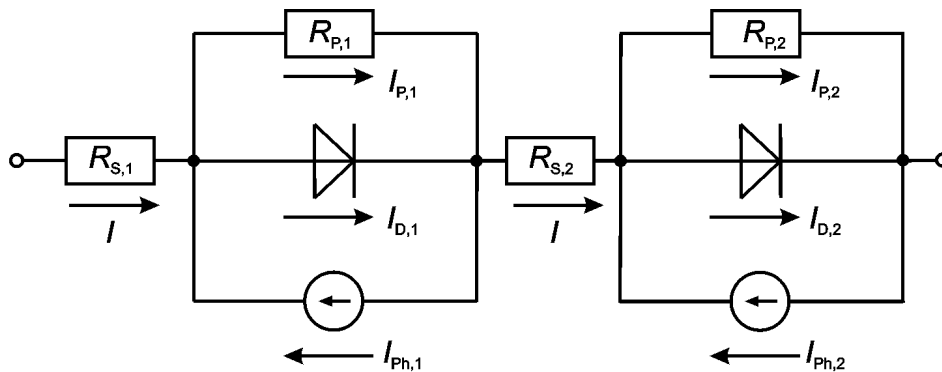 R_P,1
R_P,2
I_P,1
I_P,2
R_S,1
R_S,2
I
I_D,1
I
I_D,2
I_Ph,1
I_Ph,2